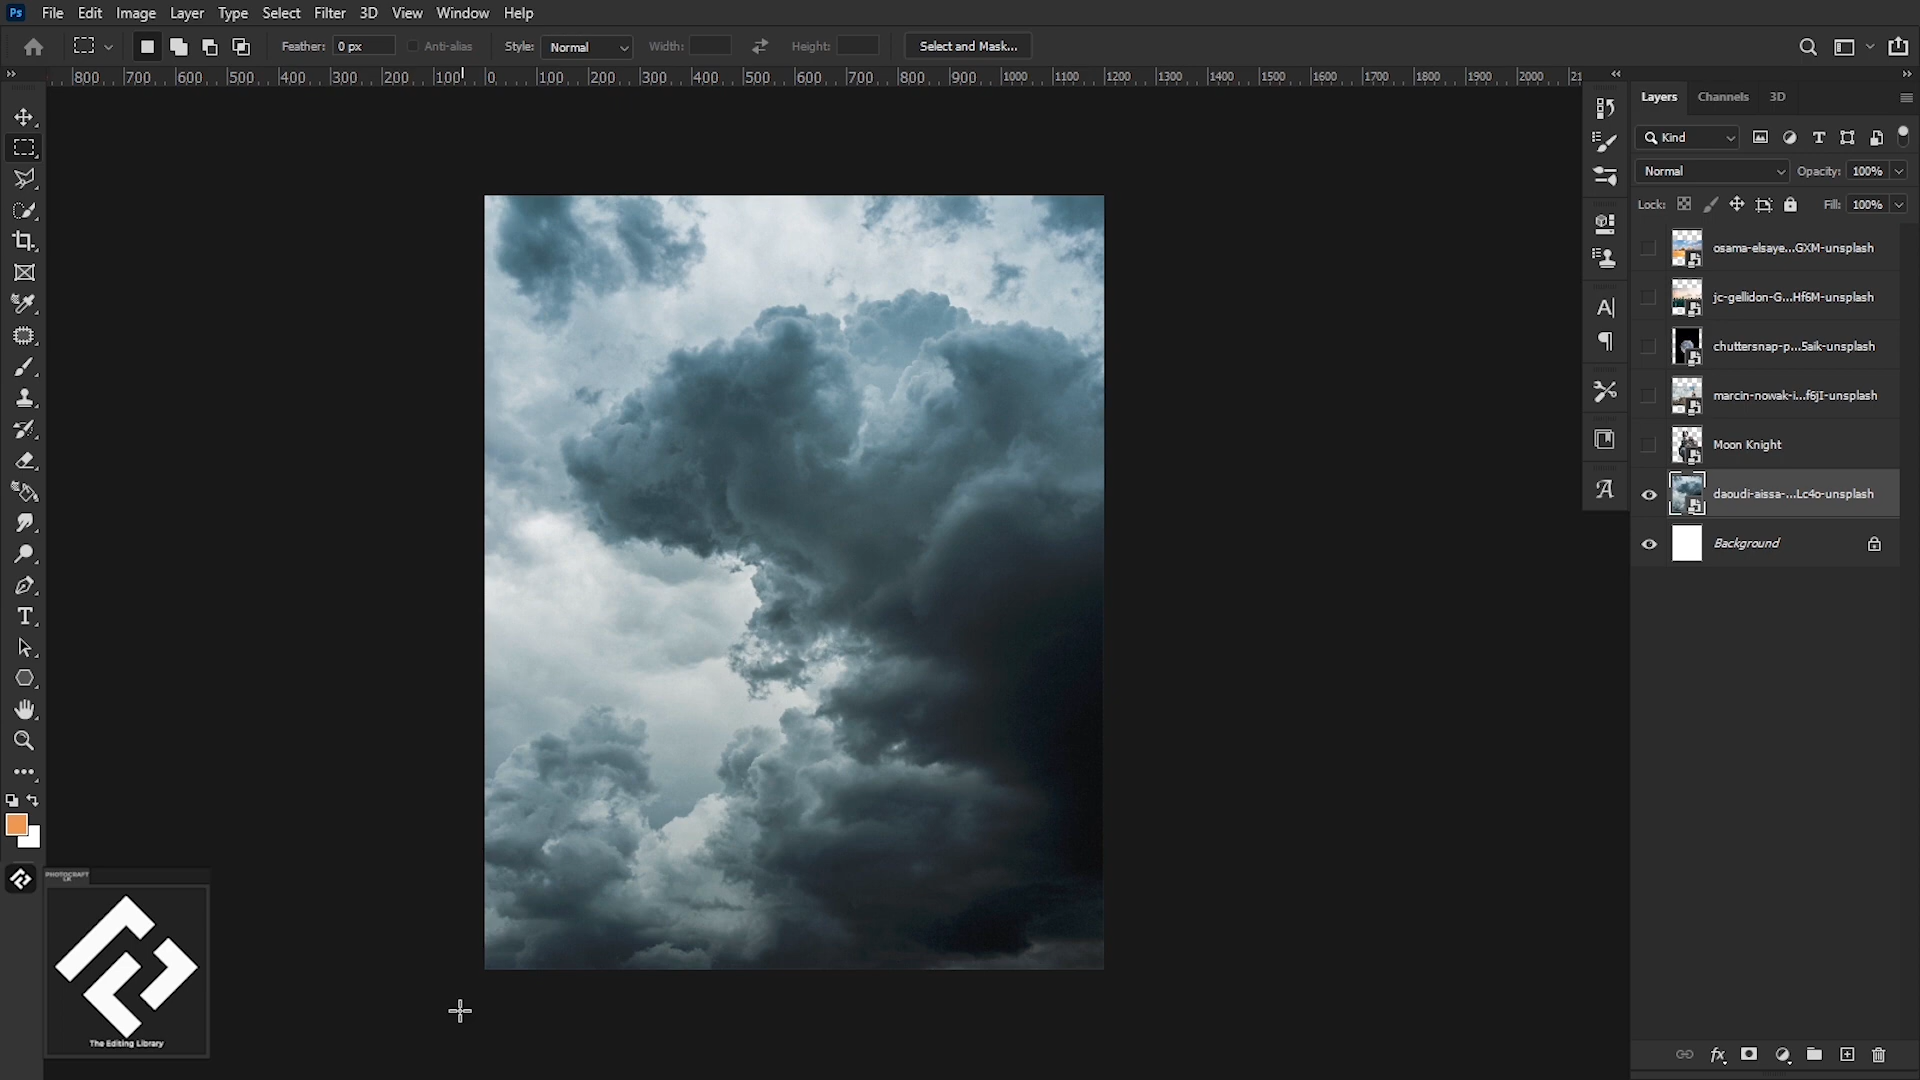 Ps File Edit Image Layer Type Select Filter 3D View Window Help
Feather: 0 px Anti-alias Style: Normal Width: Height: Select and Mask...
800 700 600 500 400 300 200 100 0 100 200 300 400 500 600 700 800 900 1000 1100 1200 1300 1400 1500 1600 1700 1800 1900 2000 21
Layers Channels 3D
Kind
Normal Opacity: 100%
Lock: Fill: 100%
osama-elsaye...GXM-unsplash
jc-gellidon-G...Hf6M-unsplash
chuttersnap-p...5aik-unsplash
marcin-nowak-i...f6jI-unsplash
Moon Knight
daoudi-aissa-...Lc4o-unsplash
Background
PHOTOCRAFT
LK
The Editing Library